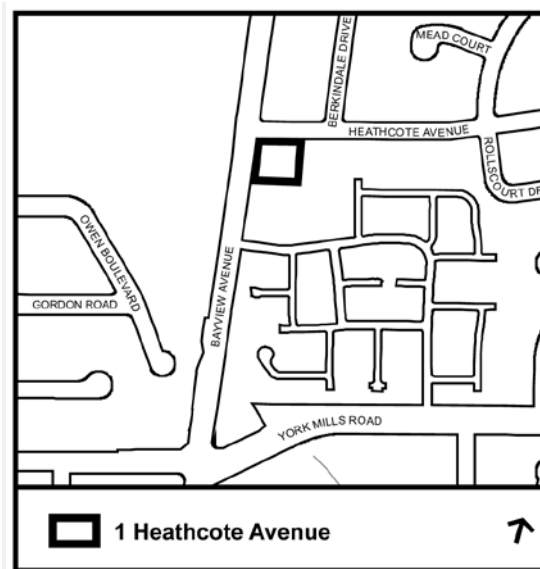 MEAD COURT
BERKINDALE DRIVE
HEATHCOTE AVENUE
ROLLSCOURT DR
OWEN BOULEVARD
GORDON ROAD
BAYVIEW AVENUE
YORK MILLS ROAD
1 Heathcote Avenue